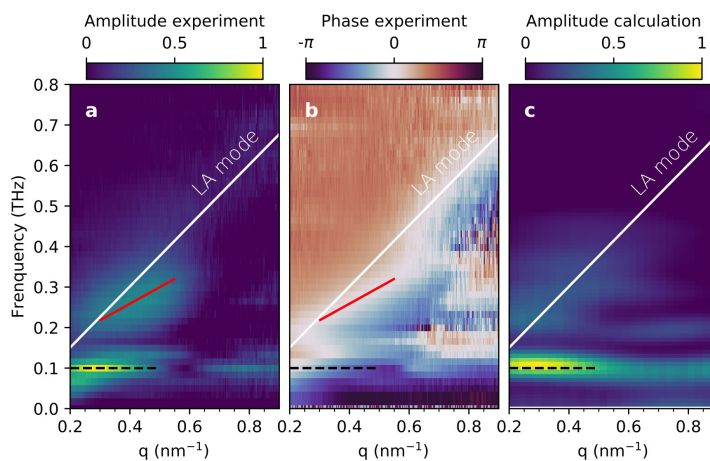 Amplitude experiment
Phase experiment
Amplitude calculation
0 0.5 1
-π 0 π
0 0.5 1
a
b
c
LA mode
LA mode
LA mode
Frenquency (THz)
0.8
0.7
0.6
0.5
0.4
0.3
0.2
0.1
0.0
0.2 0.4 0.6 0.8
0.2 0.4 0.6 0.8
0.2 0.4 0.6 0.8
q (nm⁻¹)
q (nm⁻¹)
q (nm⁻¹)